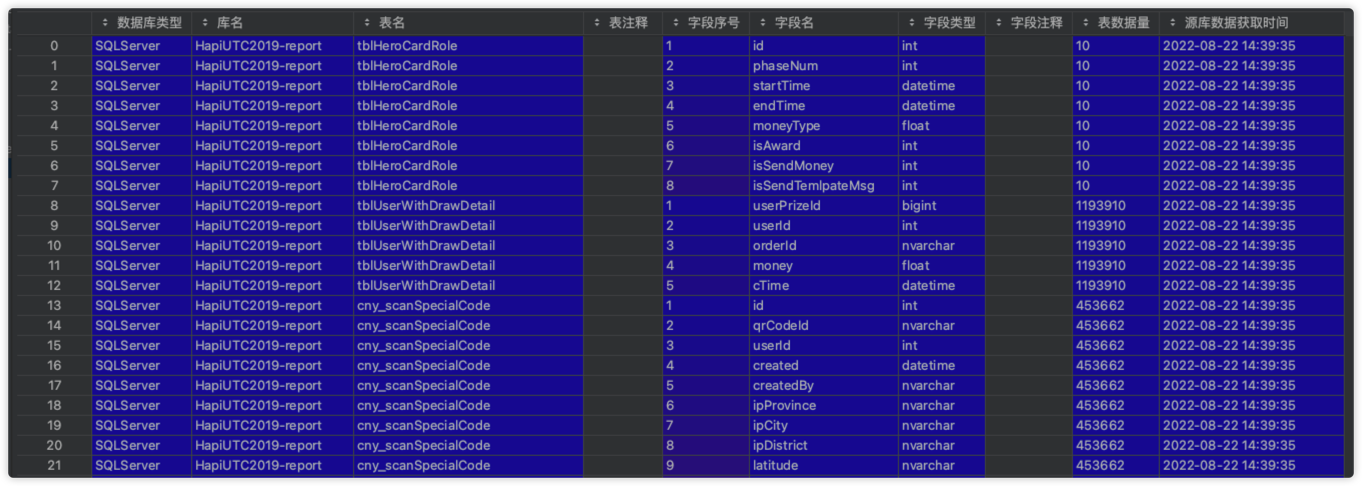 数据库类型 库名 表名 表注释 字段序号 字段名 字段类型 字段注释 表数据量 源库数据获取时间
0 SQLServer HapiUTC2019-report tblHeroCardRole 1 id int 10 2022-08-22 14:39:35
1 SQLServer HapiUTC2019-report tblHeroCardRole 2 phaseNum int 10 2022-08-22 14:39:35
2 SQLServer HapiUTC2019-report tblHeroCardRole 3 startTime datetime 10 2022-08-22 14:39:35
3 SQLServer HapiUTC2019-report tblHeroCardRole 4 endTime datetime 10 2022-08-22 14:39:35
4 SQLServer HapiUTC2019-report tblHeroCardRole 5 moneyType float 10 2022-08-22 14:39:35
5 SQLServer HapiUTC2019-report tblHeroCardRole 6 isAward int 10 2022-08-22 14:39:35
6 SQLServer HapiUTC2019-report tblHeroCardRole 7 isSendMoney int 10 2022-08-22 14:39:35
7 SQLServer HapiUTC2019-report tblHeroCardRole 8 isSendTemlpateMsg int 10 2022-08-22 14:39:35
8 SQLServer HapiUTC2019-report tblUserWithDrawDetail 1 userPrizeId bigint 1193910 2022-08-22 14:39:35
9 SQLServer HapiUTC2019-report tblUserWithDrawDetail 2 userId int 1193910 2022-08-22 14:39:35
10 SQLServer HapiUTC2019-report tblUserWithDrawDetail 3 orderId nvarchar 1193910 2022-08-22 14:39:35
11 SQLServer HapiUTC2019-report tblUserWithDrawDetail 4 money float 1193910 2022-08-22 14:39:35
12 SQLServer HapiUTC2019-report tblUserWithDrawDetail 5 cTime datetime 1193910 2022-08-22 14:39:35
13 SQLServer HapiUTC2019-report cny_scanSpecialCode 1 id int 453662 2022-08-22 14:39:35
14 SQLServer HapiUTC2019-report cny_scanSpecialCode 2 qrCodeId nvarchar 453662 2022-08-22 14:39:35
15 SQLServer HapiUTC2019-report cny_scanSpecialCode 3 userId int 453662 2022-08-22 14:39:35
16 SQLServer HapiUTC2019-report cny_scanSpecialCode 4 created datetime 453662 2022-08-22 14:39:35
17 SQLServer HapiUTC2019-report cny_scanSpecialCode 5 createdBy nvarchar 453662 2022-08-22 14:39:35
18 SQLServer HapiUTC2019-report cny_scanSpecialCode 6 ipProvince nvarchar 453662 2022-08-22 14:39:35
19 SQLServer HapiUTC2019-report cny_scanSpecialCode 7 ipCity nvarchar 453662 2022-08-22 14:39:35
20 SQLServer HapiUTC2019-report cny_scanSpecialCode 8 ipDistrict nvarchar 453662 2022-08-22 14:39:35
21 SQLServer HapiUTC2019-report cny_scanSpecialCode 9 latitude nvarchar 453662 2022-08-22 14:39:35